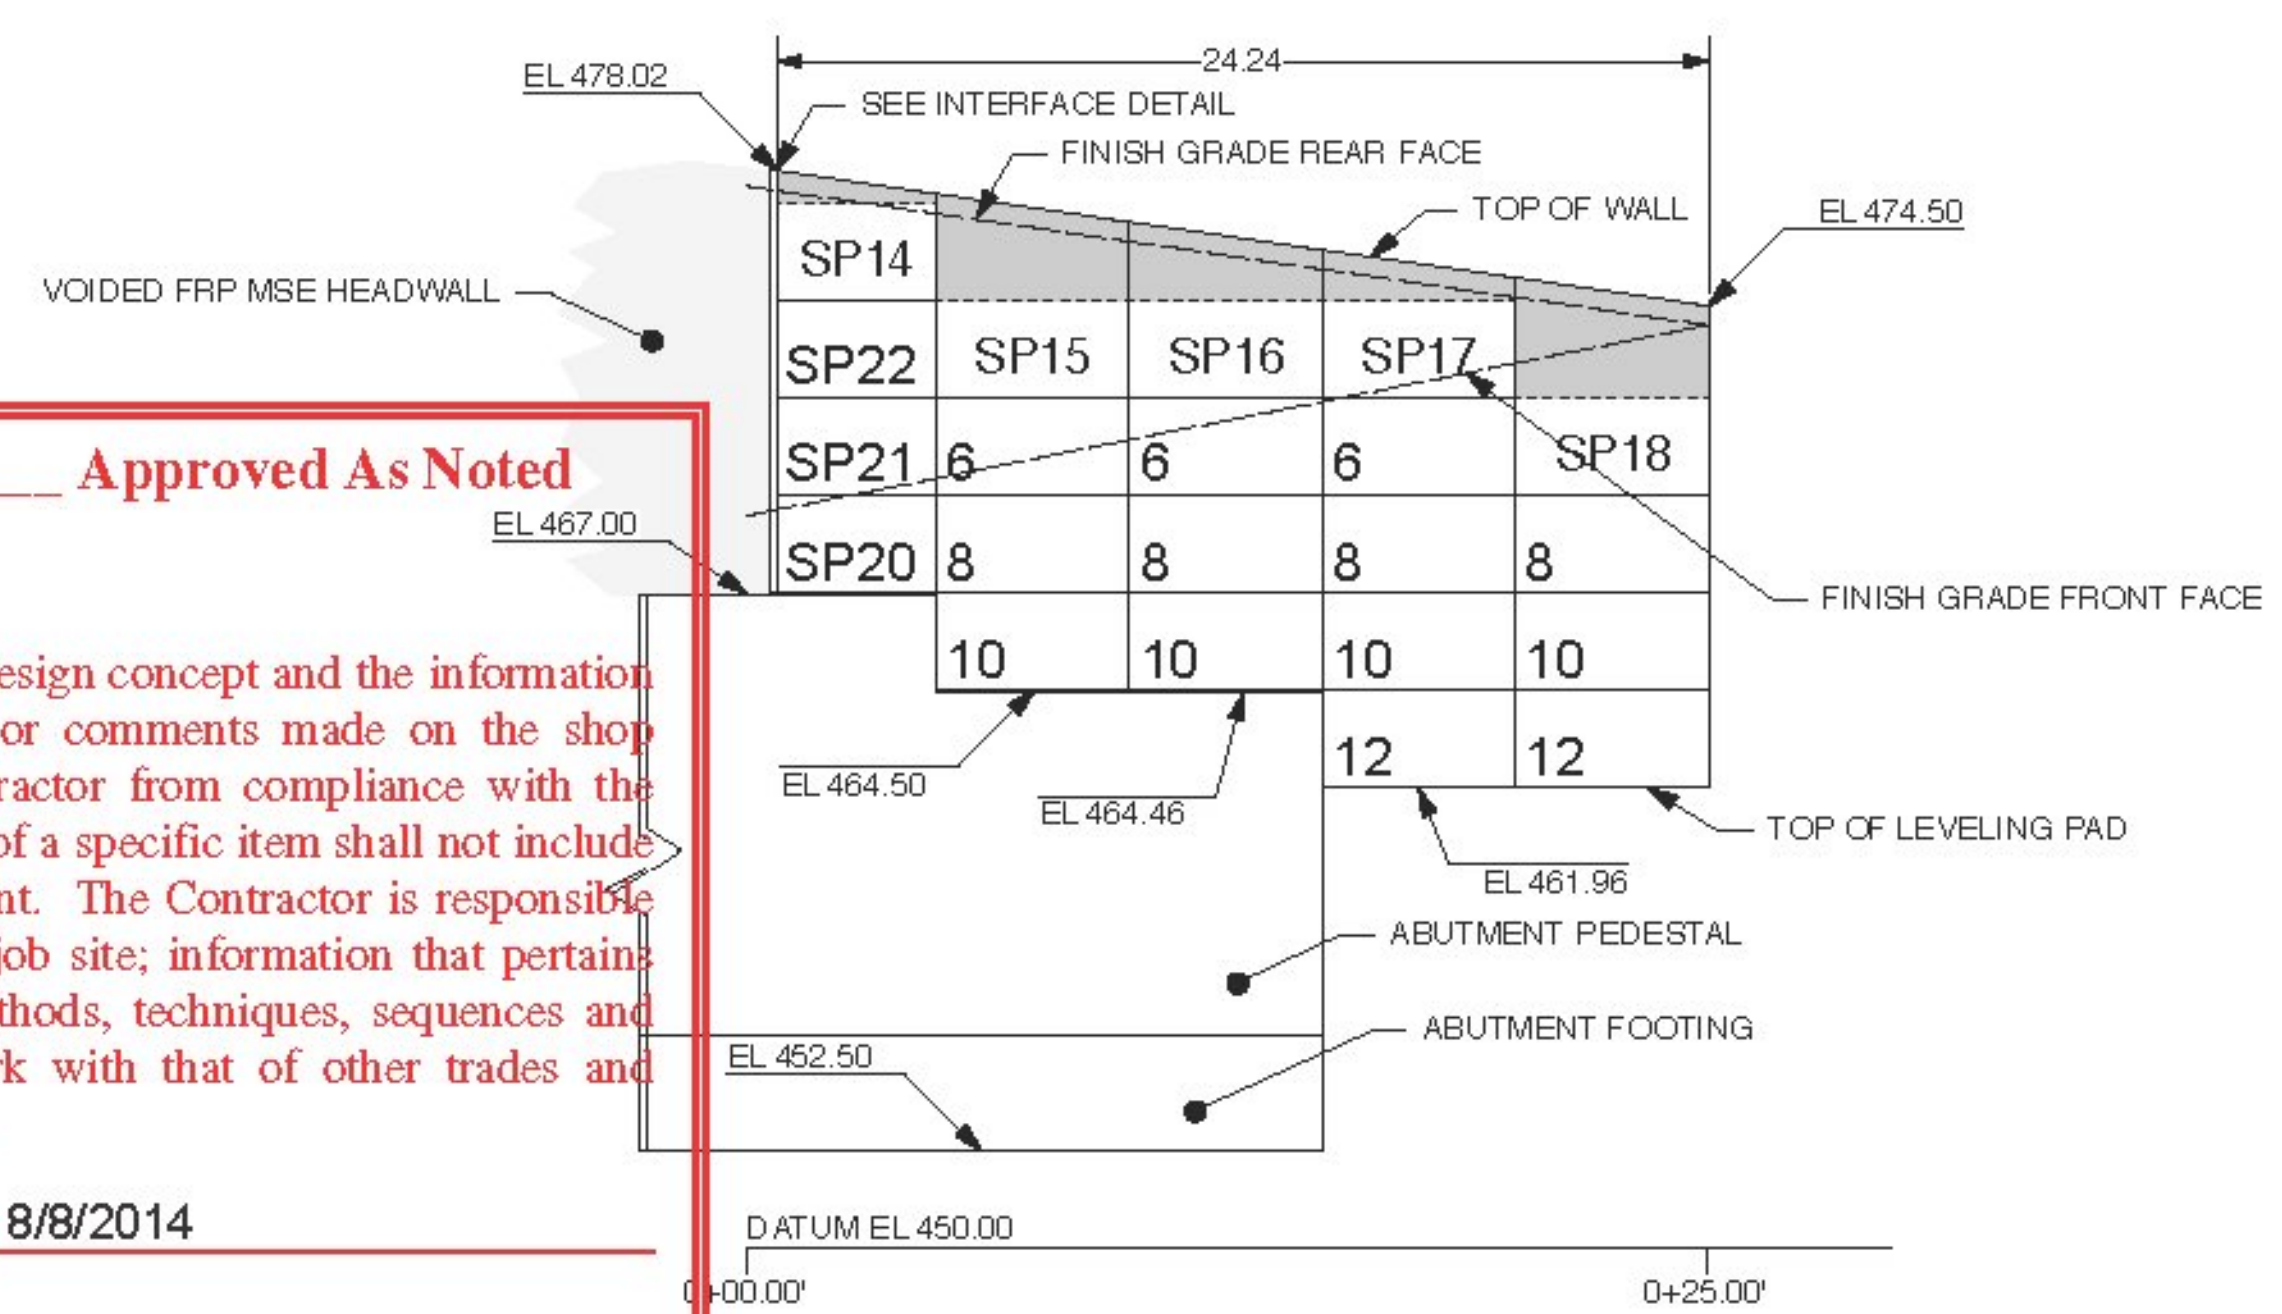 24.24
EL 478.02
SEE INTERFACE DETAIL
FINISH GRADE REAR FACE
TOP OF WALL
EL 474.50
SP14
VOIDED FRP MSE HEADWALL
SP22 SP15 SP16 SP17
SP21 6 6 6 SP18
__ Approved As Noted
EL 467.00
SP20 8 8 8 8
FINISH GRADE FRONT FACE
10 10 10 10
esign concept and the information
or comments made on the shop
ractor from compliance with the
of a specific item shall not include
nt. The Contractor is responsible
job site; information that pertains
thods, techniques, sequences and
rk with that of other trades and
12 12
EL 464.50
EL 464.46
TOP OF LEVELING PAD
EL 461.96
ABUTMENT PEDESTAL
ABUTMENT FOOTING
EL 452.50
8/8/2014
DATUM EL 450.00
0+00.00'
0+25.00'